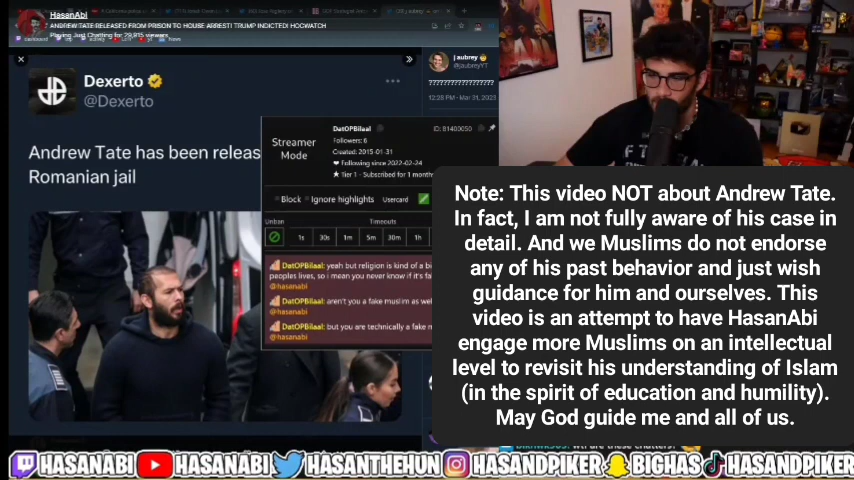 HasanAbi
ANDREW TATE RELEASED FROM PRISON TO HOUSE ARREST! TRUMP INDICTED! HOGWATCH
Playing Just Chatting for 29,815 viewers
Dexerto
@Dexerto
aubrey
@jaubreyYT
??????????????????
12:28 PM · Mar 31, 2023
Andrew Tate has been releas
Romanian jail
Streamer
Mode
DatOPBilaal
ID: 81400050
Followers: 6
Created: 2015-01-31
Following since 2022-02-24
Tier 1 - Subscribed for 1 month
Block
Ignore highlights
Usercard
Unban
Timeouts
1s 30s 1m 5m 30m 1h
DatOPBilaal: yeah but religion is kind of a bi
peoples lives, so i mean you never know if it's fa
@hasanabi
DatOPBilaal: aren't you a fake muslim as wel
@hasanabi
DatOPBilaal: but you are technically a fake m
@hasanabi
Note: This video NOT about Andrew Tate.
In fact, I am not fully aware of his case in
detail. And we Muslims do not endorse
any of his past behavior and just wish
guidance for him and ourselves. This
video is an attempt to have HasanAbi
engage more Muslims on an intellectual
level to revisit his understanding of Islam
(in the spirit of education and humility).
May God guide me and all of us.
HASANABI HASANABI HASANTHEHUN HASANDPIKER BIGHAS HASANDPIKER